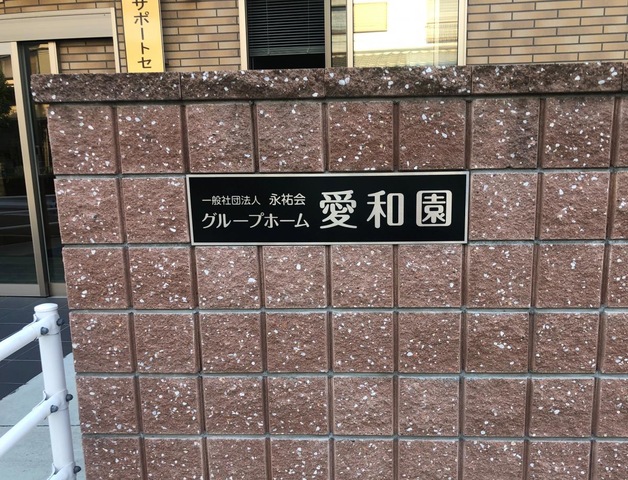 サポートセ
一般社団法人 永祐会
グループホーム 愛和園